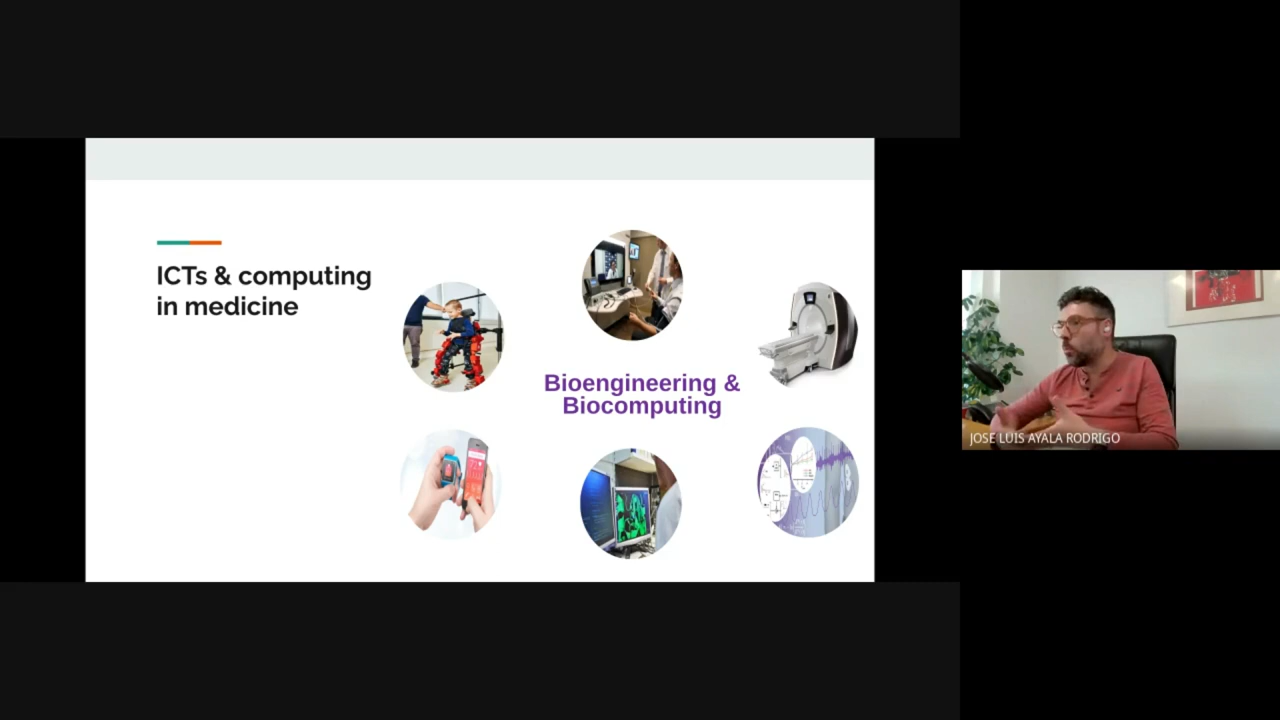 ICTs & computing
in medicine
Bioengineering &
Biocomputing
JOSE LUIS AYALA RODRIGO